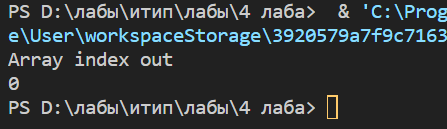 PS D:\лабы\итип\лабы\4 лаба>  & 'C:\Prog
e\User\workspaceStorage\3920579a7f9c7163
Array index out
0
PS D:\лабы\итип\лабы\4 лаба>